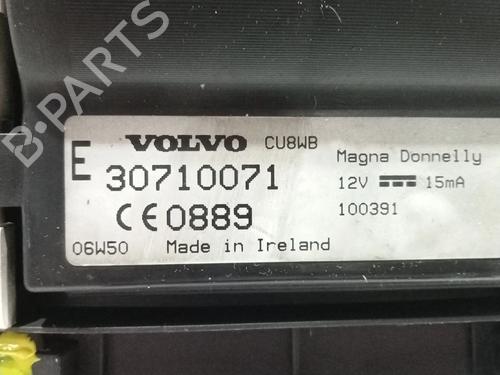 B-PARTS
VOLVO CU8WB
E 30710071
CE0889
06W50 Made in Ireland
Magna Donnelly
12V 15mA
100391